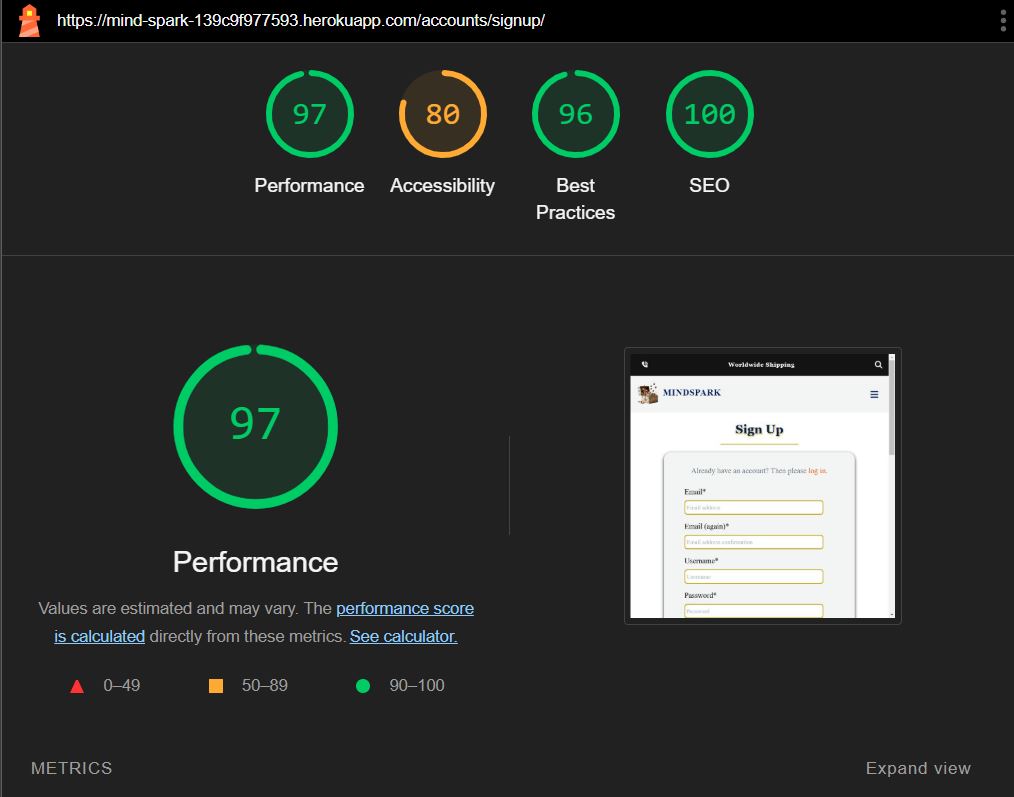 https://mind-spark-139c9f977593.herokuapp.com/accounts/signup/
97
80
96
100
Performance
Accessibility
Best
Practices
SEO
97
Performance
Values are estimated and may vary. The performance score
is calculated directly from these metrics. See calculator.
0–49
50–89
90–100
Worldwide Shipping
MINDSPARK
Sign Up
Already have an account? Then please log in.
Email*
Email address
Email (again)*
Email address confirmation
Username*
Username
Password*
Password
METRICS
Expand view